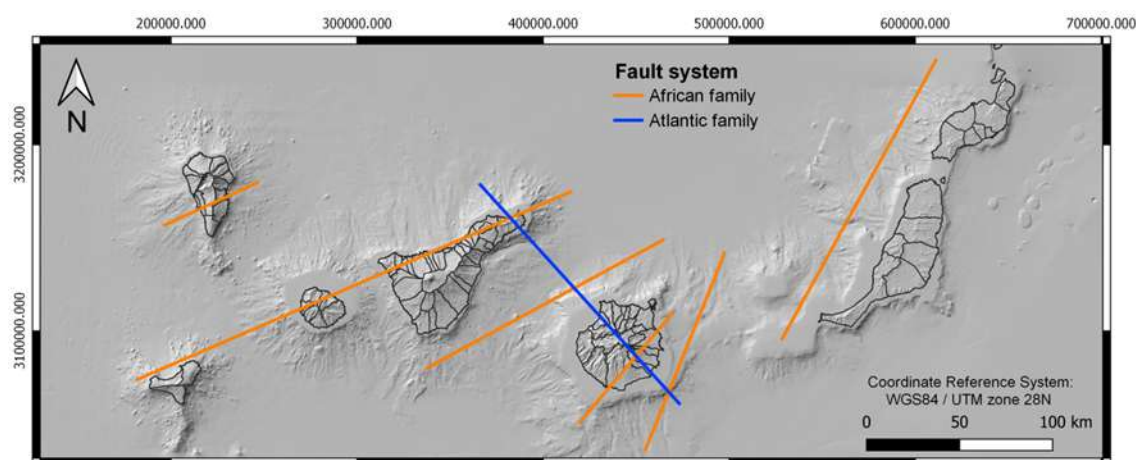 200000.000 300000.000 400000.000 500000.000 600000.000 700000.000
N
Fault system
African family
Atlantic family
3200000.000
3100000.000
Coordinate Reference System:
WGS84 / UTM zone 28N
0 50 100 km